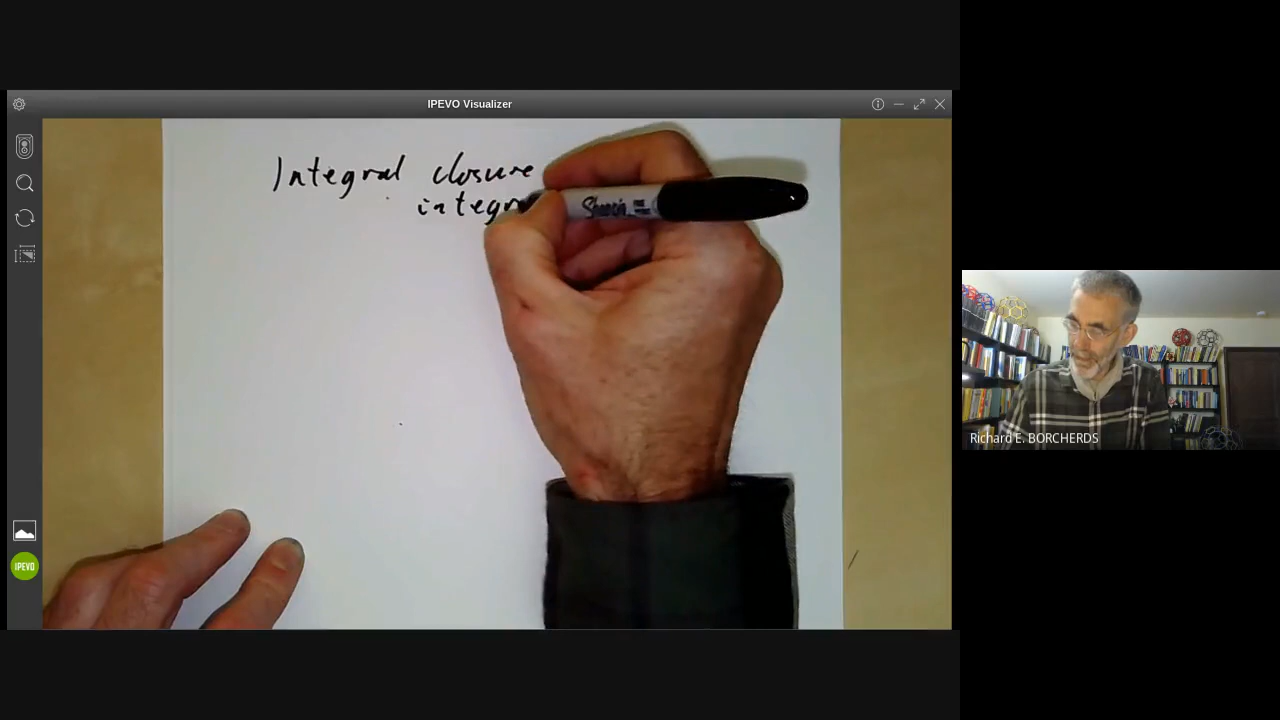 IPEVO Visualizer
Integral closure
integr
Sharpie
IPEVO
Richard E. BORCHERDS